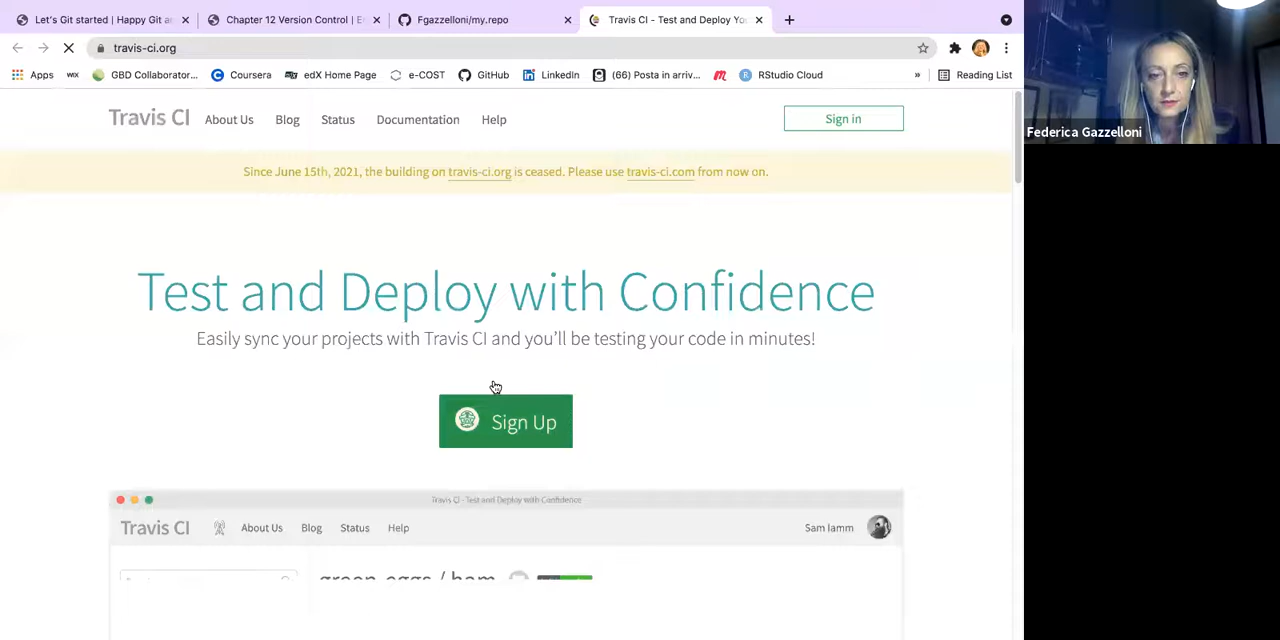 Let's Git started | Happy Git a
Chapter 12 Version Control | E
Fgazzelloni/my.repo
Travis CI - Test and Deploy Yo
travis-ci.org
Apps
GBD Collaborator...
Coursera
edX Home Page
e-COST
GitHub
LinkedIn
(66) Posta in arriv...
RStudio Cloud
»
Reading List
Travis CI
About Us
Blog
Status
Documentation
Help
Sign in
Federica Gazzelloni
Since June 15th, 2021, the building on travis-ci.org is ceased. Please use travis-ci.com from now on.
Test and Deploy with Confidence
Easily sync your projects with Travis CI and you'll be testing your code in minutes!
Sign Up
Travis CI - Test and Deploy with Confidence
Travis CI
About Us
Blog
Status
Help
Sam Iamm
green-eggs / ham